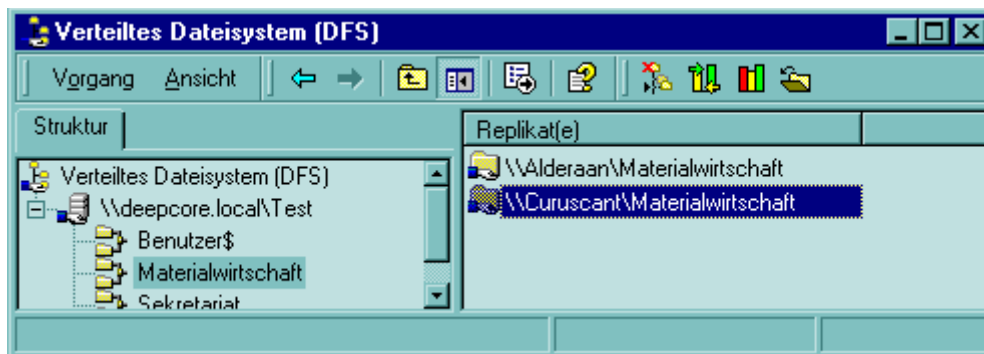 Verteiltes Dateisystem (DFS)
Vorgang Ansicht
Struktur
Replikat(e)
Verteiltes Dateisystem (DFS)
\\deepcore.local\Test
Benutzer$
Materialwirtschaft
Sekretariat
\\Alderaan\Materialwirtschaft
\\Curuscant\Materialwirtschaft